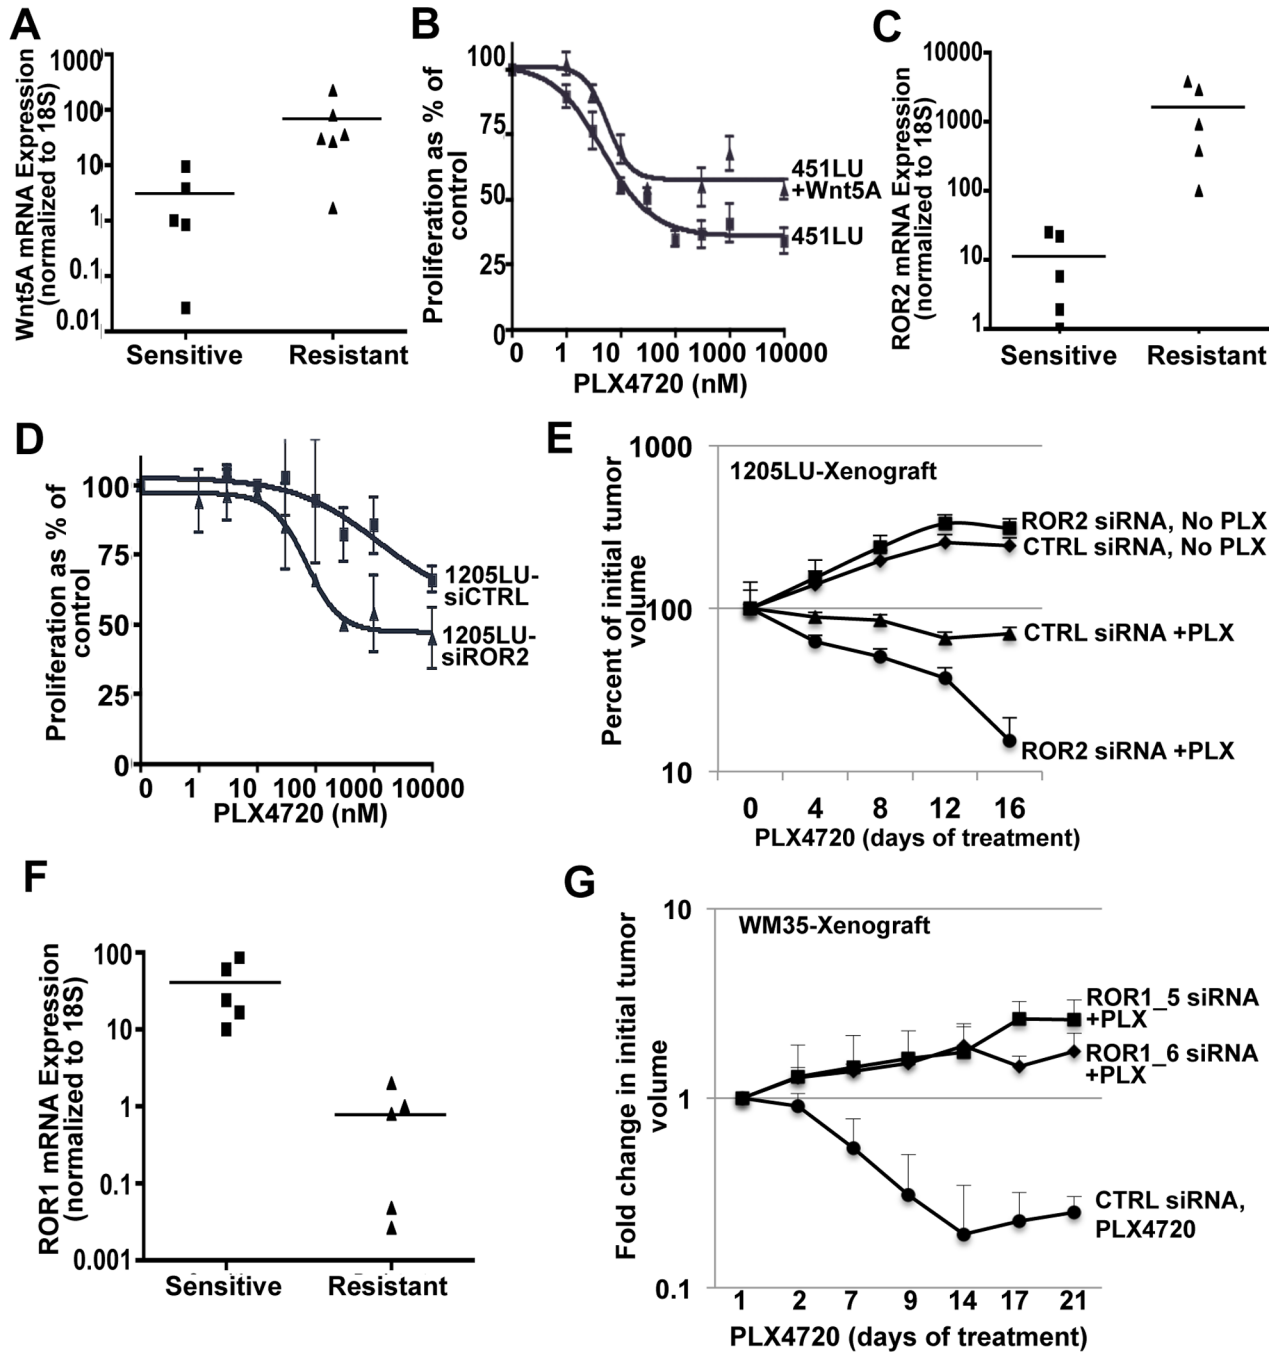 A
Wnt5A mRNA Expression
(normalized to 18S)
1000
100
10
1
0.1
0.01
Sensitive
Resistant
B
Proliferation as % of
control
100
75
50
25
0
451LU
+Wnt5A
451LU
0 1 10 100 1000 10000
PLX4720 (nM)
C
ROR2 mRNA Expression
(normalized to 18S)
10000
1000
100
10
1
Sensitive
Resistant
D
Proliferation as % of
control
100
75
50
25
0
1205LU-
siCTRL
1205LU-
siROR2
0 1 10 100 1000 10000
PLX4720 (nM)
E
Percent of initial tumor
volume
1000
100
10
1205LU-Xenograft
ROR2 siRNA, No PLX
CTRL siRNA, No PLX
CTRL siRNA +PLX
ROR2 siRNA +PLX
0 4 8 12 16
PLX4720 (days of treatment)
F
ROR1 mRNA Expression
(normalized to 18S)
100
10
1
0.1
0.001
Sensitive
Resistant
G
Fold change in initial tumor
volume
10
1
0.1
WM35-Xenograft
ROR1_5 siRNA
+PLX
ROR1_6 siRNA
+PLX
CTRL siRNA,
PLX4720
1 2 7 9 14 17 21
PLX4720 (days of treatment)